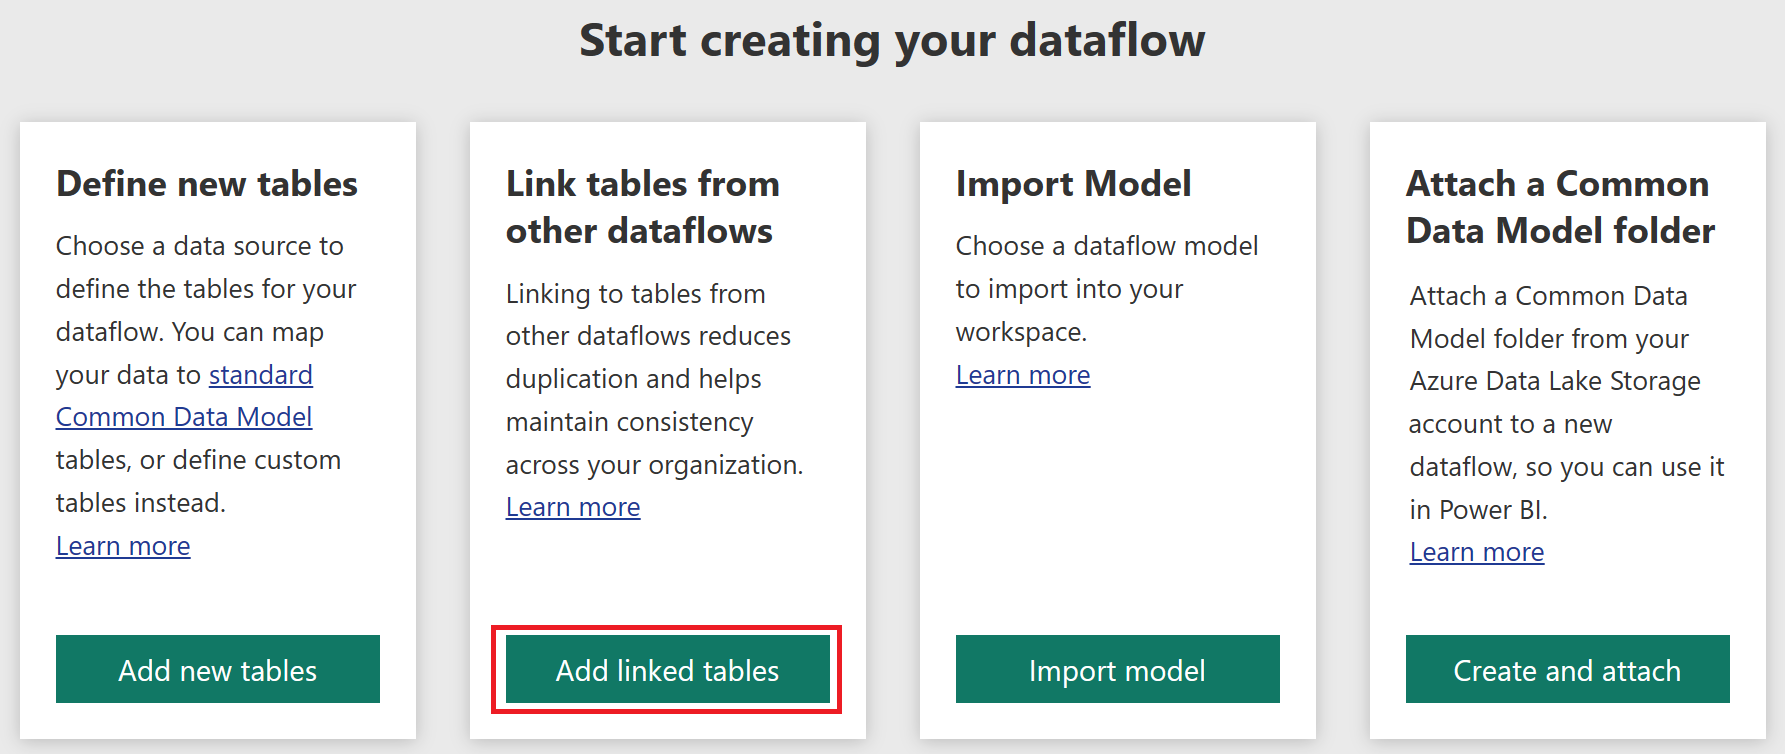 Start creating your dataflow
Define new tables
Choose a data source to
define the tables for your
dataflow. You can map
your data to standard
Common Data Model
tables, or define custom
tables instead.
Learn more
Add new tables
Link tables from
other dataflows
Linking to tables from
other dataflows reduces
duplication and helps
maintain consistency
across your organization.
Learn more
Add linked tables
Import Model
Choose a dataflow model
to import into your
workspace.
Learn more
Import model
Attach a Common
Data Model folder
Attach a Common Data
Model folder from your
Azure Data Lake Storage
account to a new
dataflow, so you can use it
in Power BI.
Learn more
Create and attach